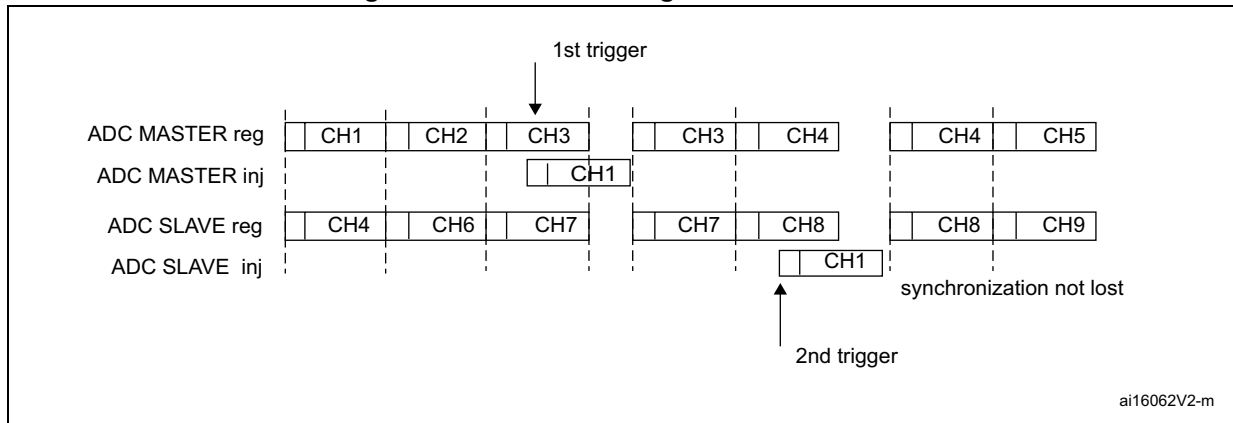 1st trigger
ADC MASTER reg CH1 CH2 CH3 CH3 CH4 CH4 CH5
ADC MASTER inj CH1
ADC SLAVE reg CH4 CH6 CH7 CH7 CH8 CH8 CH9
ADC SLAVE inj CH1
synchronization not lost
2nd trigger
ai16062V2-m